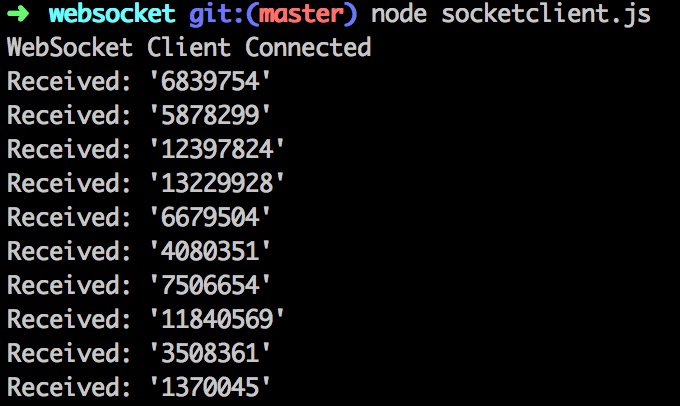 ➜ websocket git:(master) node socketclient.js
WebSocket Client Connected
Received: '6839754'
Received: '5878299'
Received: '12397824'
Received: '13229928'
Received: '6679504'
Received: '4080351'
Received: '7506654'
Received: '11840569'
Received: '3508361'
Received: '1370045'